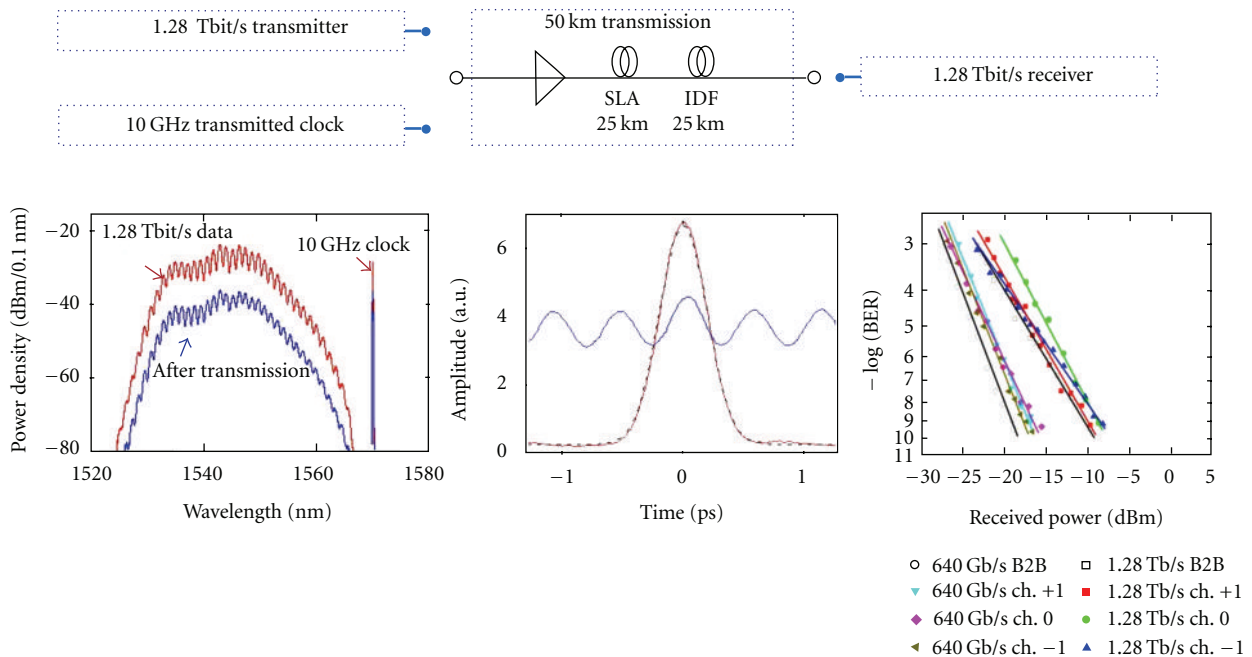 1.28 Tbit/s transmitter
50 km transmission
1.28 Tbit/s receiver
SLA
25 km
IDF
25 km
10 GHz transmitted clock
Power density (dBm/0.1 nm)
−20
−40
−60
−80
1.28 Tbit/s data
10 GHz clock
After transmission
1520
1540
1560
1580
Wavelength (nm)
Amplitude (a.u.)
6
4
2
0
−1
0
1
Time (ps)
− log (BER)
3
4
5
6
7
8
9
10
11
−30
−25
−20
−15
−10
−5
0
5
Received power (dBm)
640 Gb/s B2B
1.28 Tb/s B2B
640 Gb/s ch. +1
1.28 Tb/s ch. +1
640 Gb/s ch. 0
1.28 Tb/s ch. 0
640 Gb/s ch. −1
1.28 Tb/s ch. −1